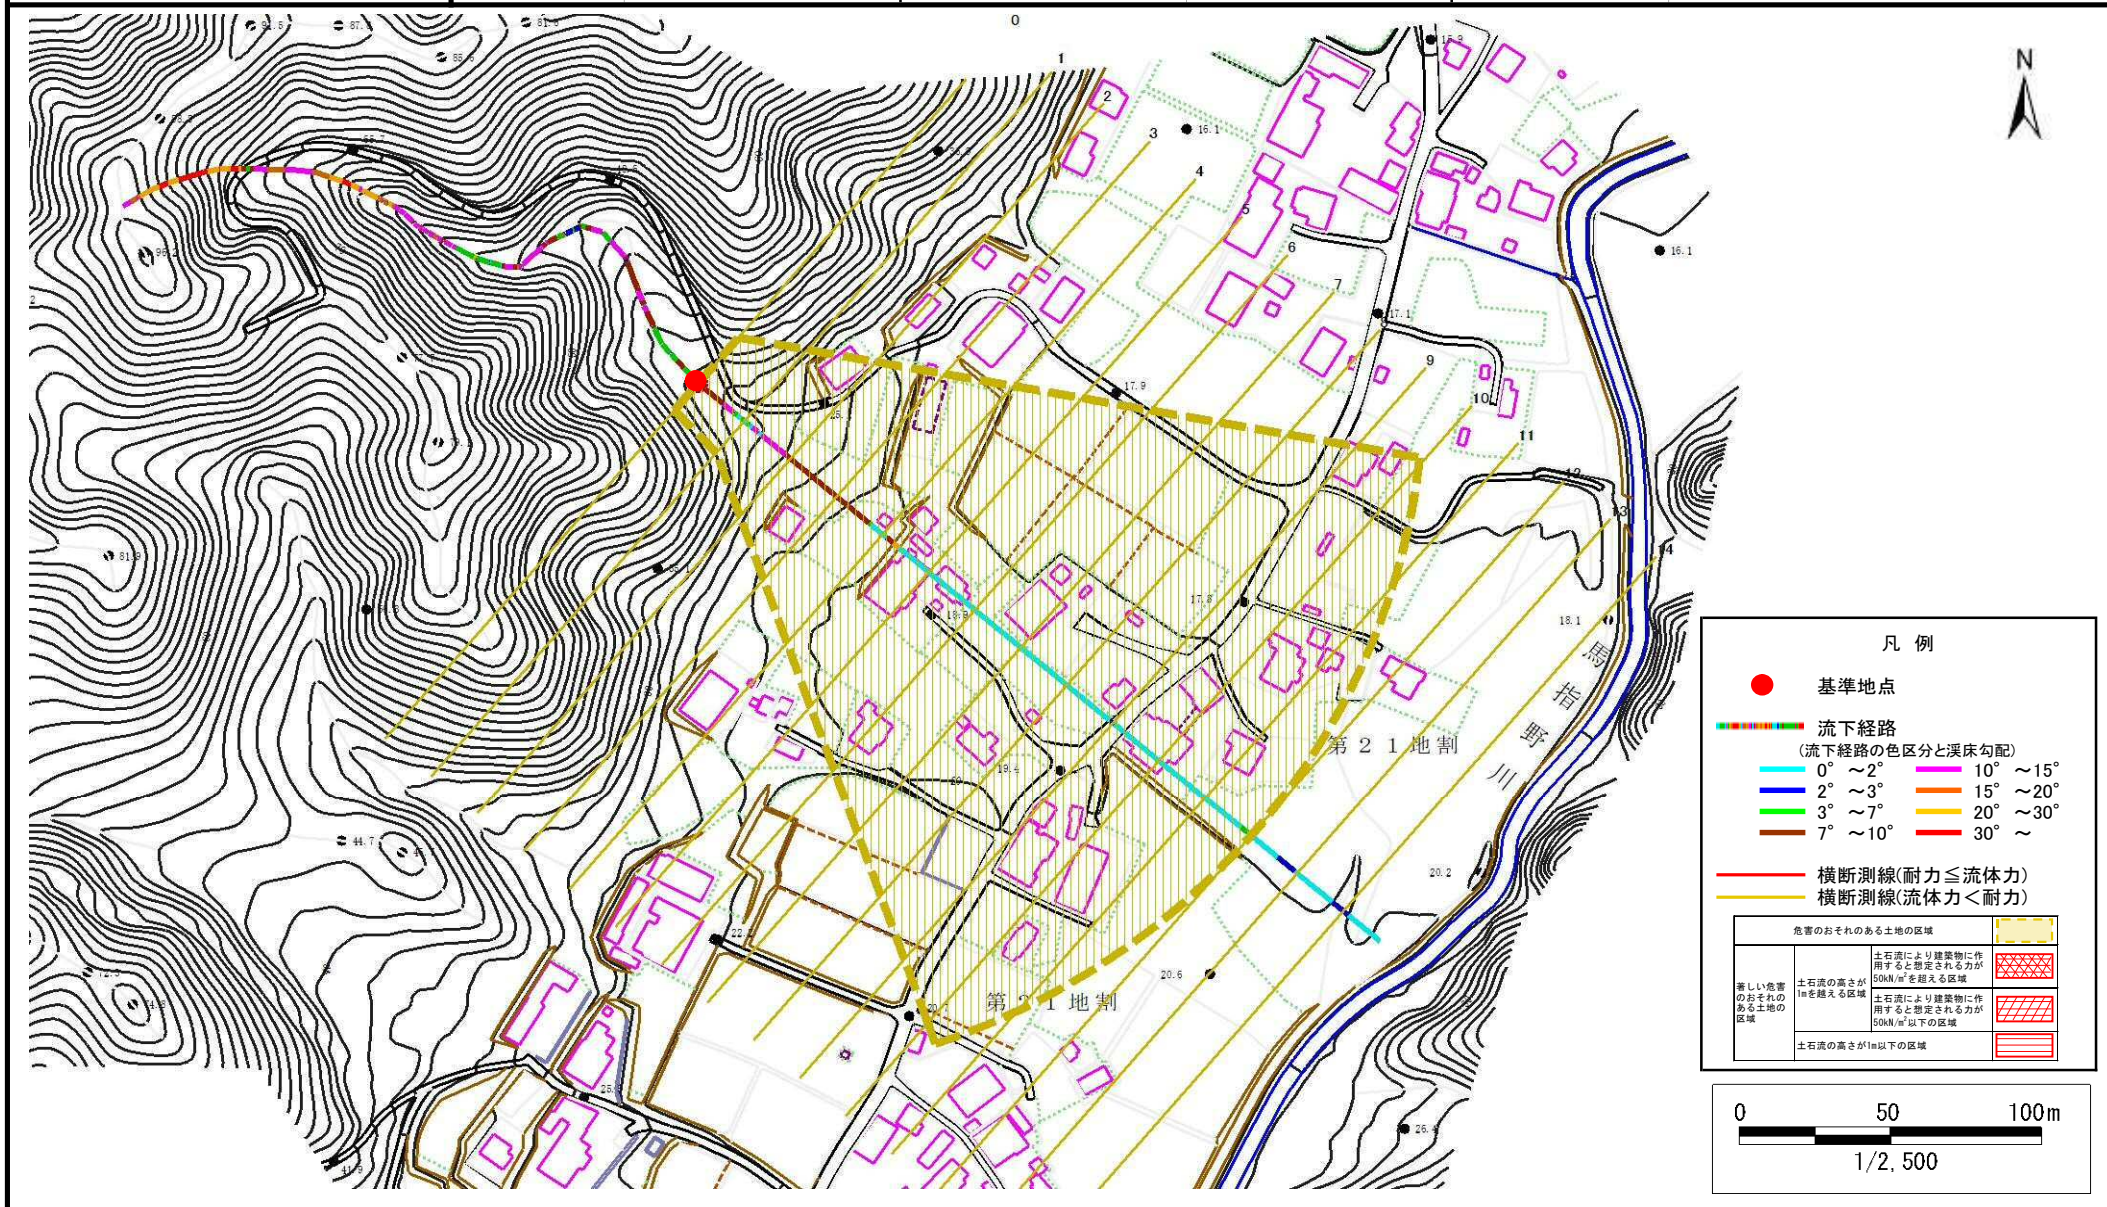 0
1
2
3
4
5
6
7
8
9
10
11
12
13
14
N
87.
16.1
16.1
17.9
17.1
17.8
18.9
19.4
18.1
20.2
20.6
22.2
44.7
81.9
26.4
第21地割
第21地割
馬
野
川
凡 例
基準地点
流下経路
(流下経路の色区分と渓床勾配)
0° ~2° 10° ~15°
2° ~3° 15° ~20°
3° ~7° 20° ~30°
7° ~10° 30° ~
横断測線(耐力≦流体力)
横断測線(流体力<耐力)
危害のおそれのある土地の区域
著しい危害
のおそれの
ある土地の
区域
土石流の高さが
1mを越える区域
土石流により建築物に作
用すると想定される力が
50kN/㎡を超える区域
土石流により建築物に作
用すると想定される力が
50kN/㎡以下の区域
土石流の高さが1m以下の区域
0 50 100m
1/2,500